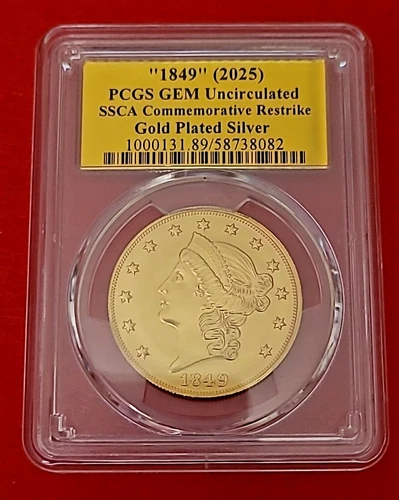 "1849" (2025)
PCGS GEM Uncirculated
SSCA Commemorative Restrike
Gold Plated Silver
1000131.89/58738082
1849